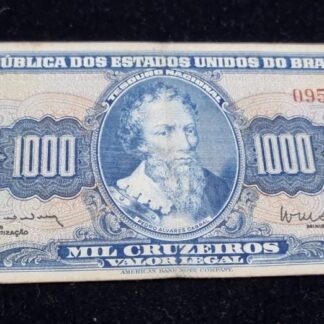 PÚBLICA DOS ESTADOS UNIDOS DO BRA
TESOURO NACIONAL
095
1000
1000
PEDRO ALVARES CABRAL
MIL CRUZEIROS
VALOR LEGAL
AMERICAN BANK NOTE COMPANY.